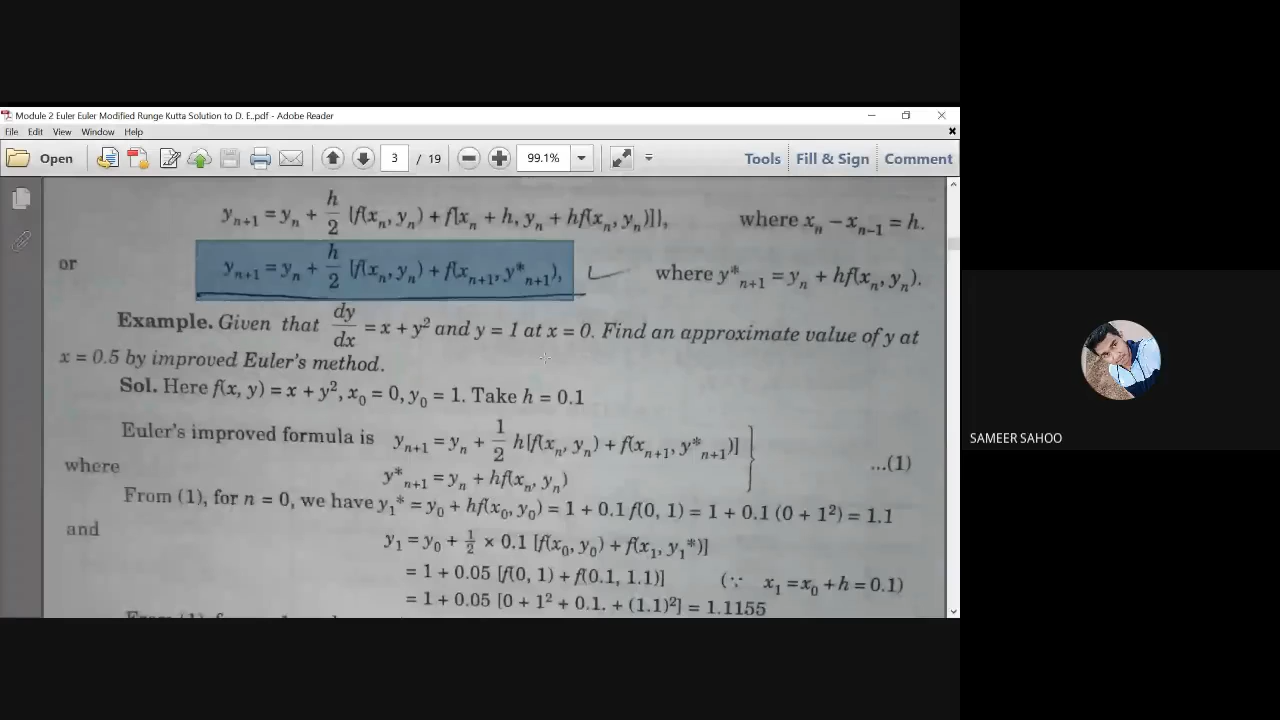 Module 2 Euler Euler Modified Runge Kutta Solution to D. E..pdf - Adobe Reader
File Edit View Window Help
Open 3 / 19 99.1% Tools Fill & Sign Comment
yₙ₊₁ = yₙ + h/2 {f(xₙ, yₙ) + f[xₙ + h, yₙ + hf(xₙ, yₙ)]}, where xₙ – xₙ₋₁ = h.
or yₙ₊₁ = yₙ + h/2 [f(xₙ, yₙ) + f(xₙ₊₁, y*ₙ₊₁), where y*ₙ₊₁ = yₙ + hf(xₙ, yₙ).
Example. Given that dy/dx = x + y² and y = 1 at x = 0. Find an approximate value of y at
x = 0.5 by improved Euler's method.
Sol. Here f(x, y) = x + y², x₀ = 0, y₀ = 1. Take h = 0.1
Euler's improved formula is yₙ₊₁ = yₙ + 1/2 h[f(xₙ, yₙ) + f(xₙ₊₁, y*ₙ₊₁)] ...(1)
where y*ₙ₊₁ = yₙ + hf(xₙ, yₙ)
From (1), for n = 0, we have y₁* = y₀ + hf(x₀, y₀) = 1 + 0.1 f(0, 1) = 1 + 0.1 (0 + 1²) = 1.1
and y₁ = y₀ + ½ × 0.1 [f(x₀, y₀) + f(x₁, y₁*)]
= 1 + 0.05 [f(0, 1) + f(0.1, 1.1)] (∵ x₁ = x₀ + h = 0.1)
= 1 + 0.05 [0 + 1² + 0.1. + (1.1)²] = 1.1155
SAMEER SAHOO